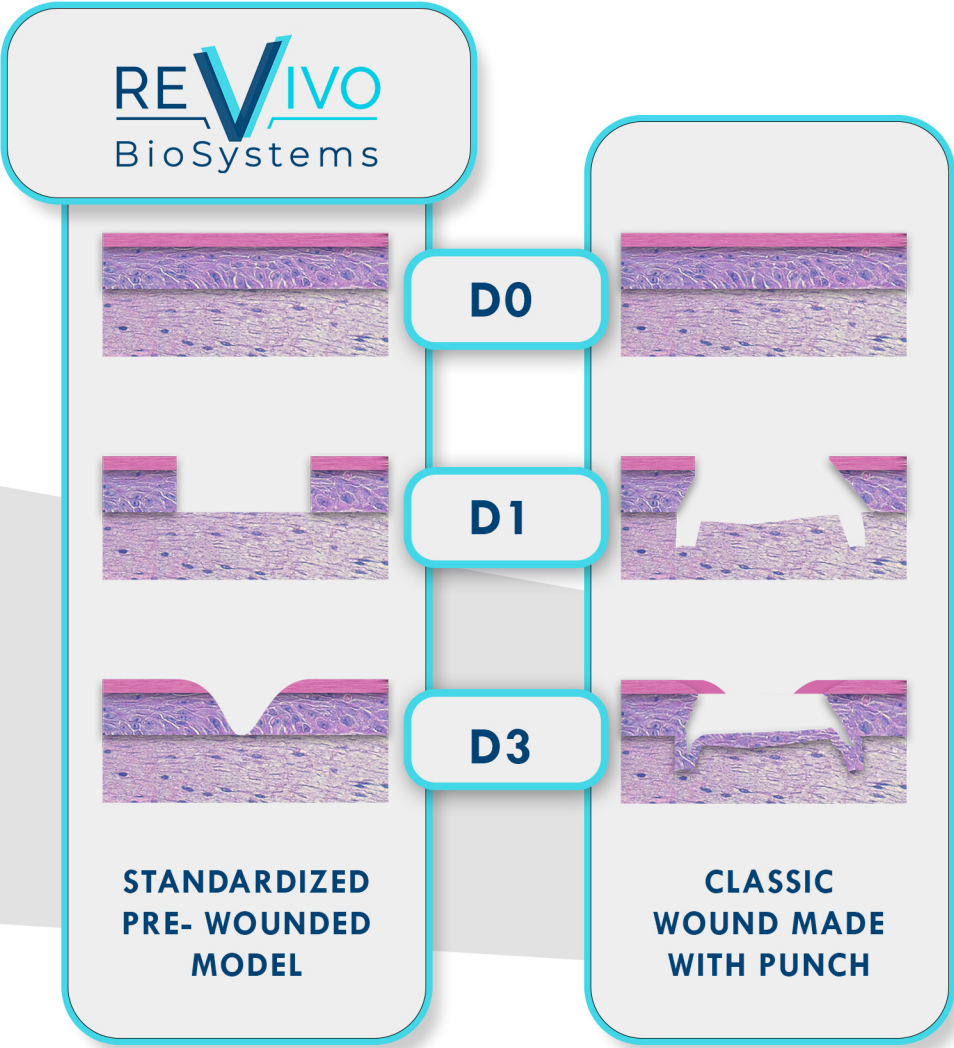 REVIVO
BioSystems
D0
D1
D3
STANDARDIZED
PRE- WOUNDED
MODEL
CLASSIC
WOUND MADE
WITH PUNCH